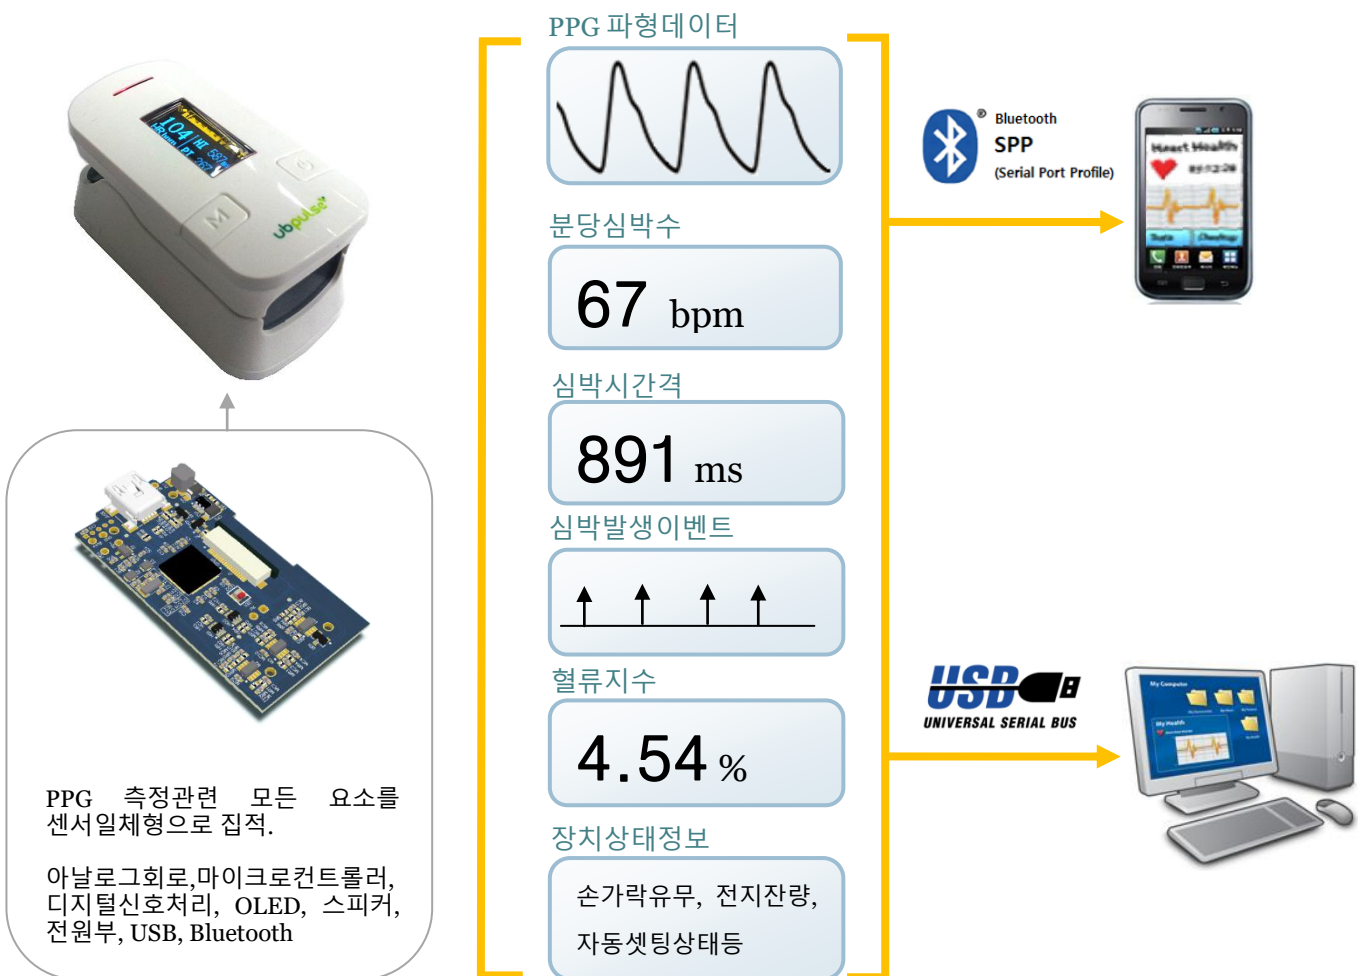 PPG 파형데이터
분당심박수
67 bpm
심박시간격
891 ms
심박발생이벤트
혈류지수
4.54 %
장치상태정보
손가락유무, 전지잔량,
자동셋팅상태등
104
HI
PT
M
ubpulse
PPG 측정관련 모든 요소를
센서일체형으로 집적.
아날로그회로,마이크로컨트롤러,
디지털신호처리, OLED, 스피커,
전원부, USB, Bluetooth
Bluetooth
SPP
(Serial Port Profile)
Heart Health
USB
UNIVERSAL SERIAL BUS
My Computer
My Health